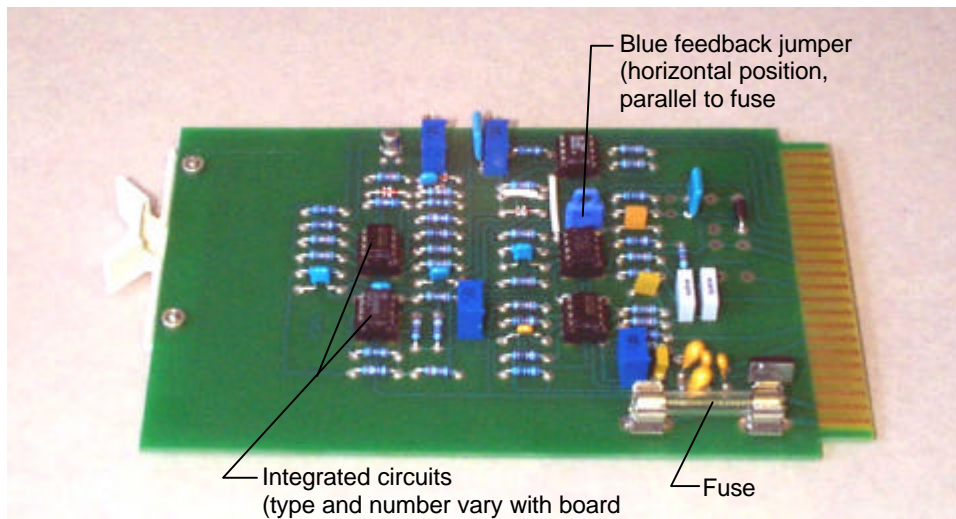 Blue feedback jumper
(horizontal position,
parallel to fuse
Integrated circuits
(type and number vary with board
Fuse